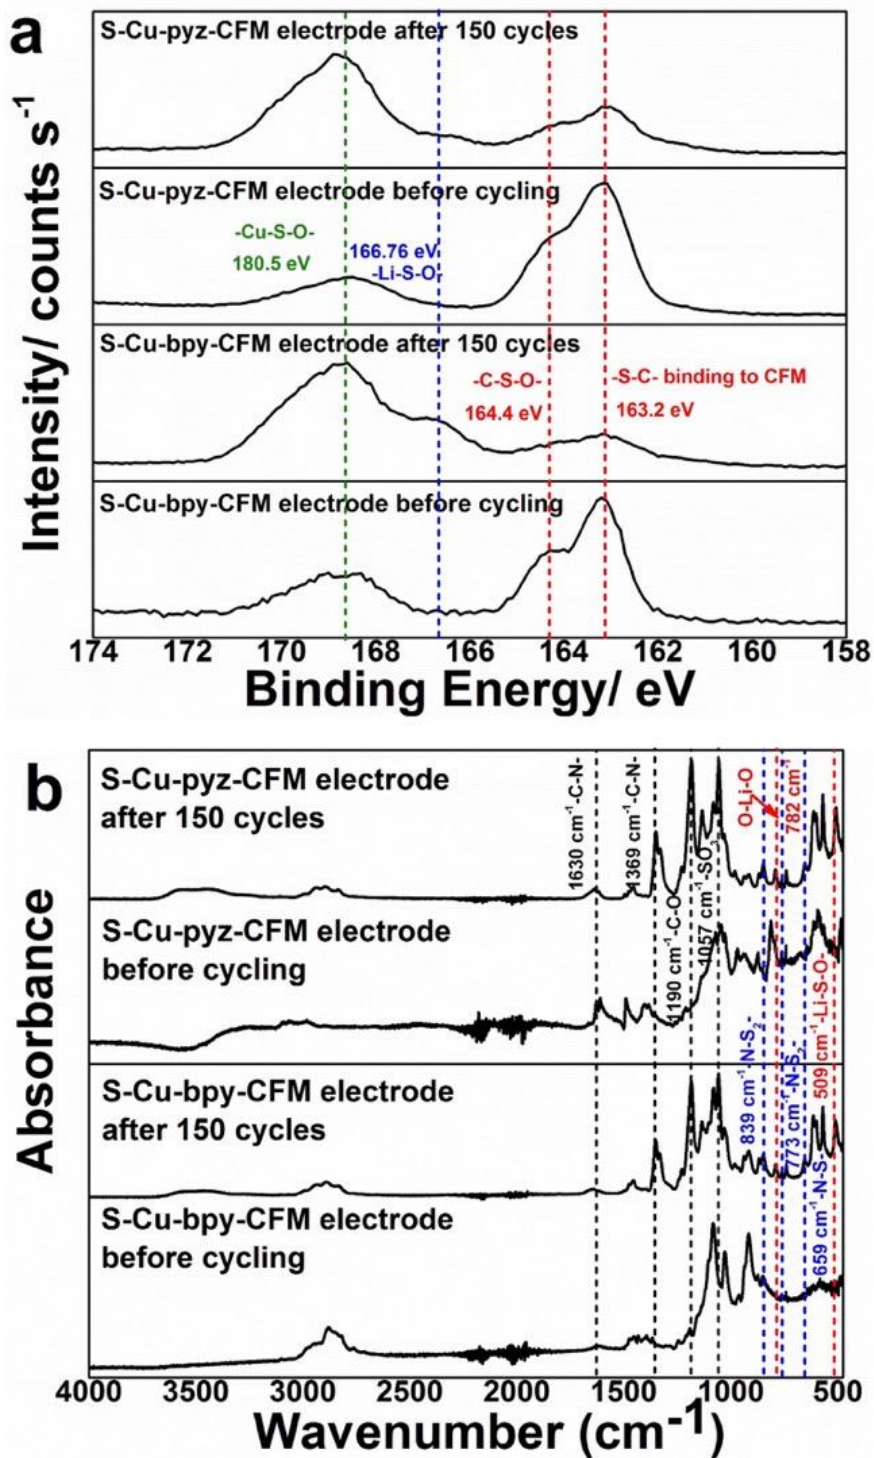 a
S-Cu-pyz-CFM electrode after 150 cycles
S-Cu-pyz-CFM electrode before cycling
-Cu-S-O-
180.5 eV
166.76 eV
-Li-S-O-
S-Cu-bpy-CFM electrode after 150 cycles
-C-S-O-
164.4 eV
-S-C- binding to CFM
163.2 eV
S-Cu-bpy-CFM electrode before cycling
Intensity/ counts s⁻¹
174 172 170 168 166 164 162 160 158
Binding Energy/ eV
b
S-Cu-pyz-CFM electrode
after 150 cycles
1630 cm⁻¹-C-N-
1369 cm⁻¹-C-N-
1190 cm⁻¹-C-O-
1057 cm⁻¹-SO₃
O-Li-O
782 cm⁻¹
S-Cu-pyz-CFM electrode
before cycling
839 cm⁻¹-N-S₂-
773 cm⁻¹-N-S₂-
509 cm⁻¹-Li-S-O-
S-Cu-bpy-CFM electrode
after 150 cycles
659 cm⁻¹-N-S-
S-Cu-bpy-CFM electrode
before cycling
Absorbance
4000 3500 3000 2500 2000 1500 1000 500
Wavenumber (cm⁻¹)